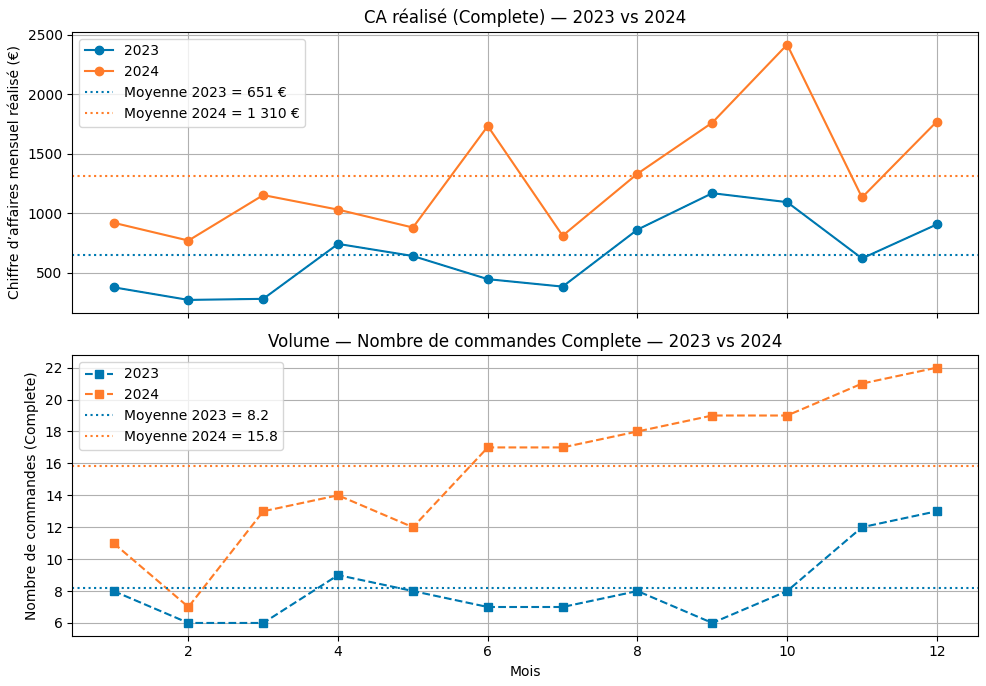 CA réalisé (Complete) — 2023 vs 2024
Chiffre d’affaires mensuel réalisé (€)
2500
2000
1500
1000
500
2023
2024
Moyenne 2023 = 651 €
Moyenne 2024 = 1 310 €
Volume — Nombre de commandes Complete — 2023 vs 2024
Nombre de commandes (Complete)
22
20
18
16
14
12
10
8
6
2023
2024
Moyenne 2023 = 8.2
Moyenne 2024 = 15.8
2 4 6 8 10 12
Mois